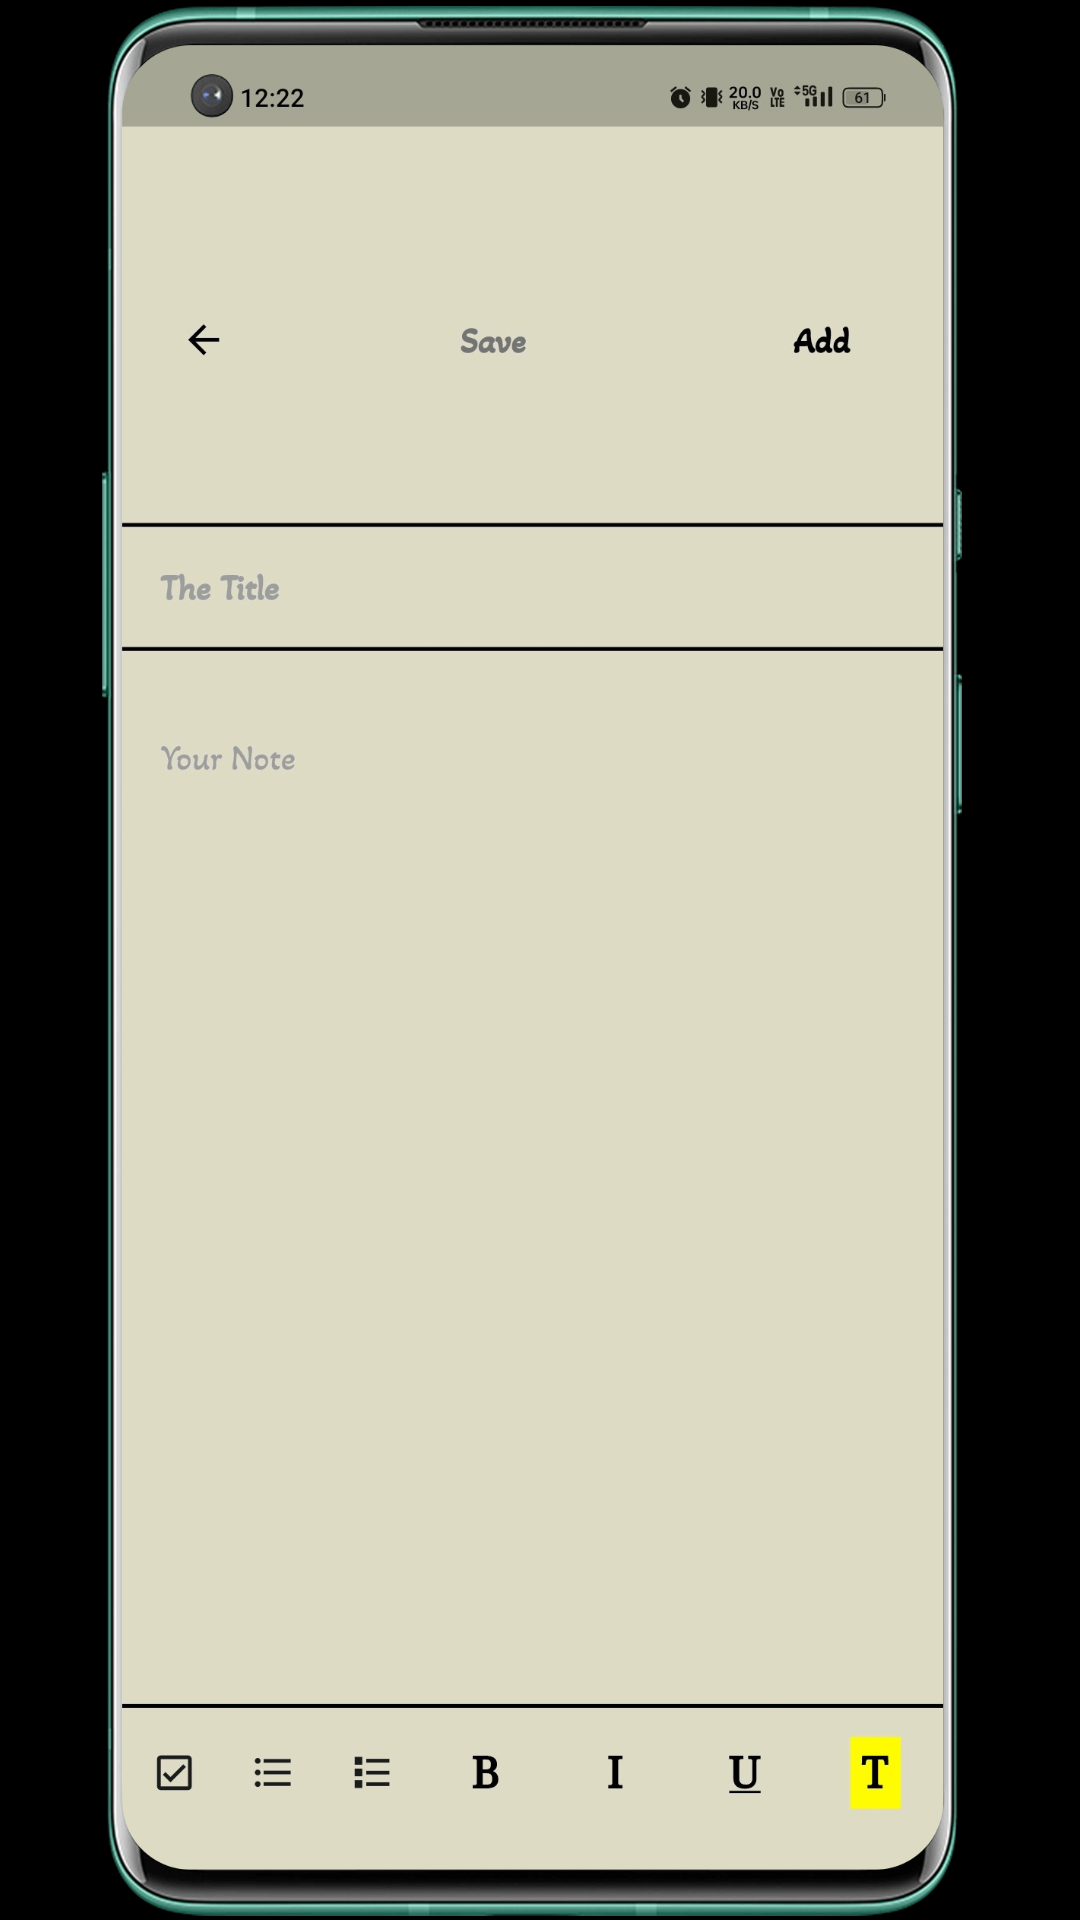 12:22 20.0 KB/S Vo LTE 5G 61
Save Add
The Title
Your Note
B I U T